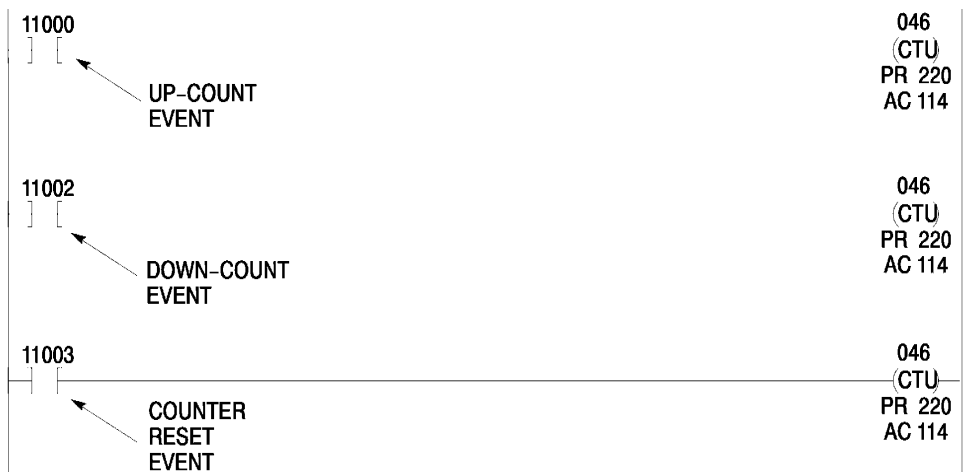 11000
046
(CTU)
PR 220
AC 114
UP-COUNT
EVENT
11002
046
(CTU)
PR 220
AC 114
DOWN-COUNT
EVENT
11003
046
(CTU)
PR 220
AC 114
COUNTER
RESET
EVENT